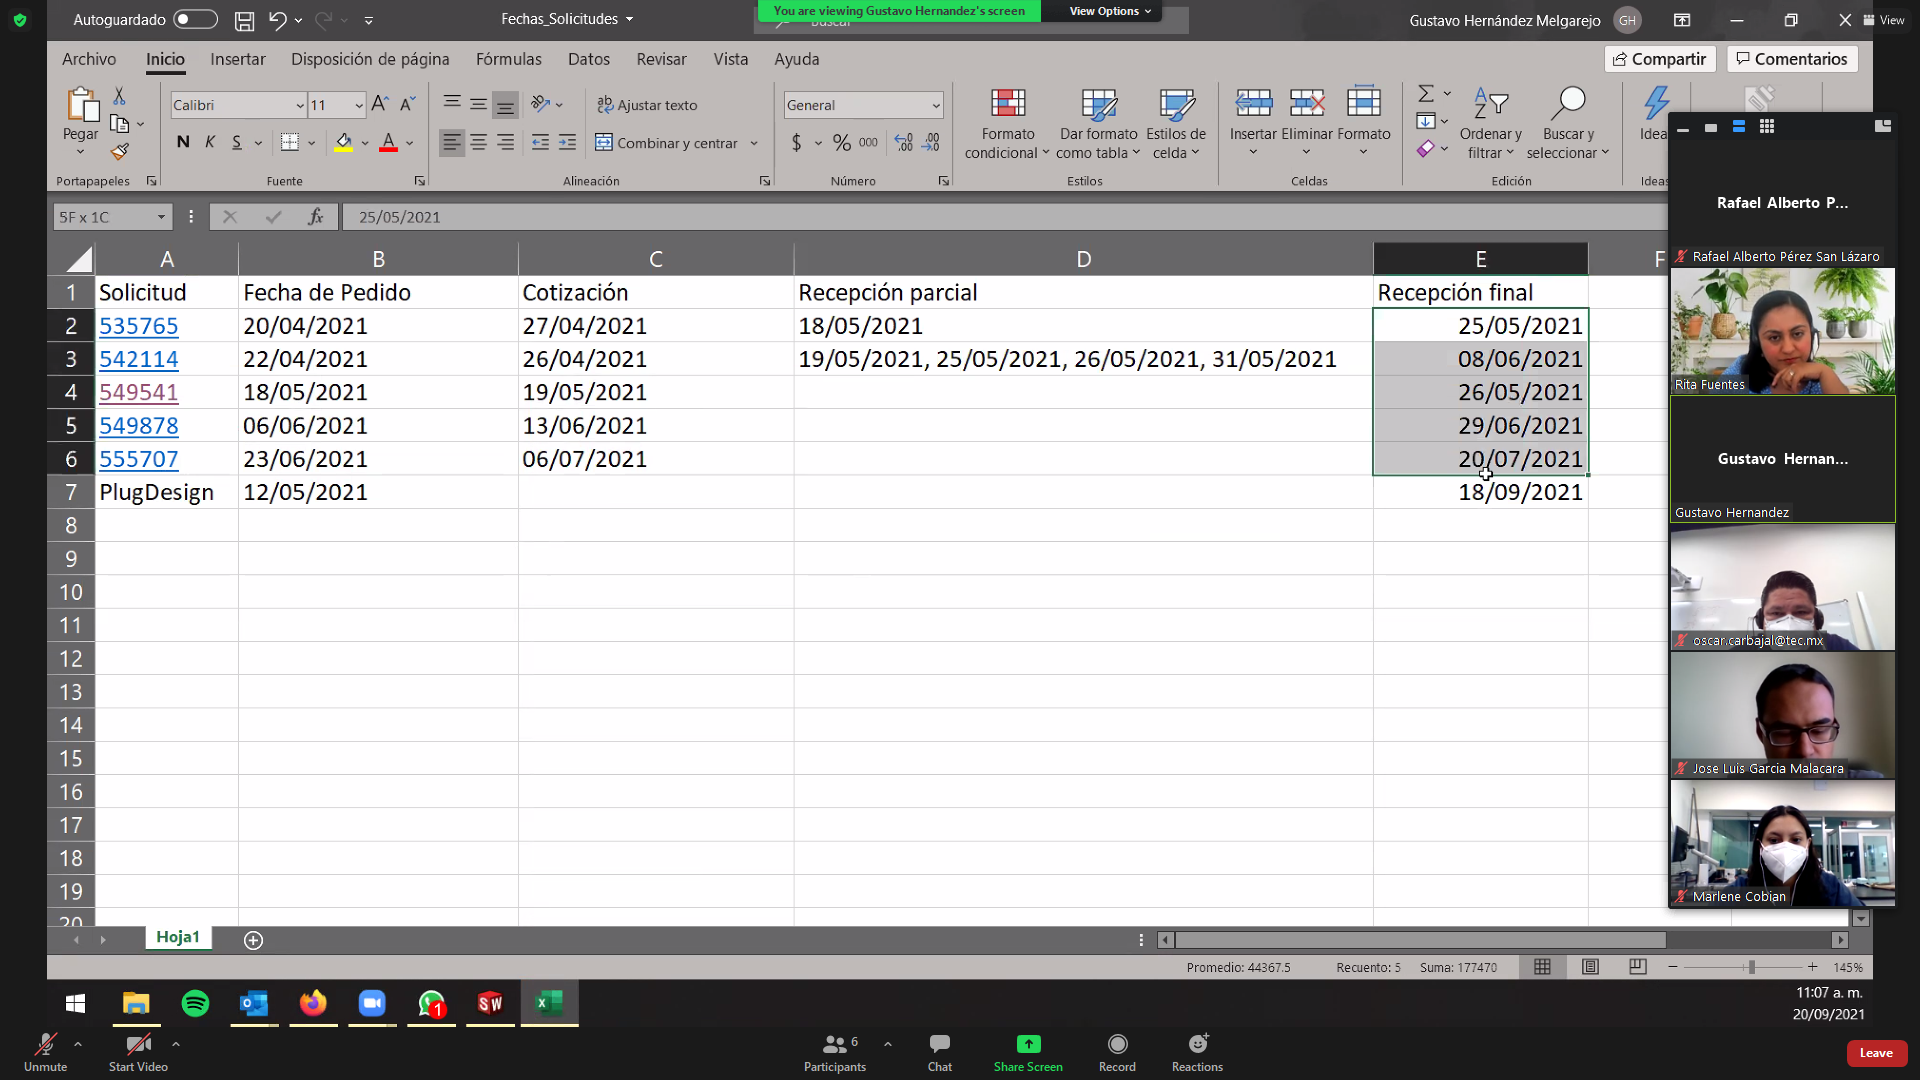 Autoguardado
Fechas_Solicitudes
You are viewing Gustavo Hernandez's screen
View Options
Gustavo Hernández Melgarejo
GH
View
Archivo Inicio Insertar Disposición de página Fórmulas Datos Revisar Vista Ayuda
Compartir
Comentarios
Pegar
Calibri 11
Ajustar texto
General
N K S
Combinar y centrar
$ % 000
Formato condicional
Dar formato como tabla
Estilos de celda
Insertar Eliminar Formato
Ordenar y filtrar
Buscar y seleccionar
Ideas
Portapapeles Fuente Alineación Número Estilos Celdas Edición Ideas
5F x 1C
fx
25/05/2021
A B C D E F
1 Solicitud Fecha de Pedido Cotización Recepción parcial Recepción final
2 535765 20/04/2021 27/04/2021 18/05/2021 25/05/2021
3 542114 22/04/2021 26/04/2021 19/05/2021, 25/05/2021, 26/05/2021, 31/05/2021 08/06/2021
4 549541 18/05/2021 19/05/2021 26/05/2021
5 549878 06/06/2021 13/06/2021 29/06/2021
6 555707 23/06/2021 06/07/2021 20/07/2021
7 PlugDesign 12/05/2021 18/09/2021
8
9
10
11
12
13
14
15
16
17
18
19
20
Rafael Alberto P...
Rafael Alberto Pérez San Lázaro
Rita Fuentes
Gustavo Hernan...
Gustavo Hernandez
oscar.carbajal@tec.mx
Jose Luis Garcia Malacara
Marlene Cobian
Hoja1
Promedio: 44367.5 Recuento: 5 Suma: 177470
145%
1
11:07 a. m.
20/09/2021
Unmute
Start Video
6
Participants
Chat
Share Screen
Record
Reactions
Leave